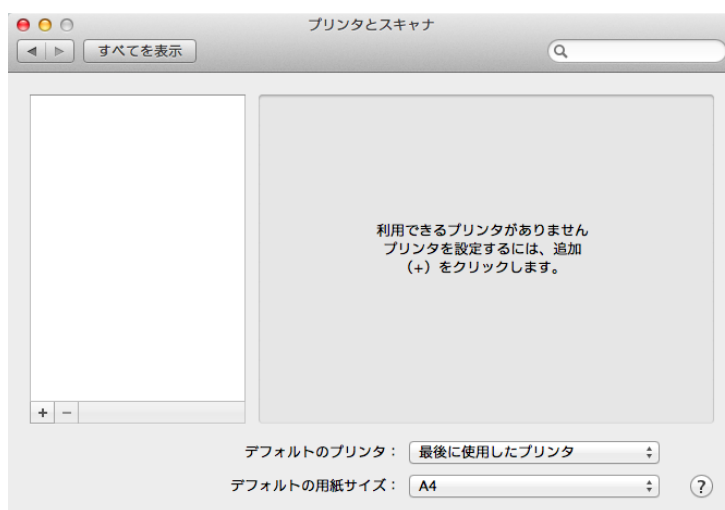 プリンタとスキャナ
すべてを表示
利用できるプリンタがありません
プリンタを設定するには、追加
（+）をクリックします。
+ −
デフォルトのプリンタ： 最後に使用したプリンタ
デフォルトの用紙サイズ： A4
?